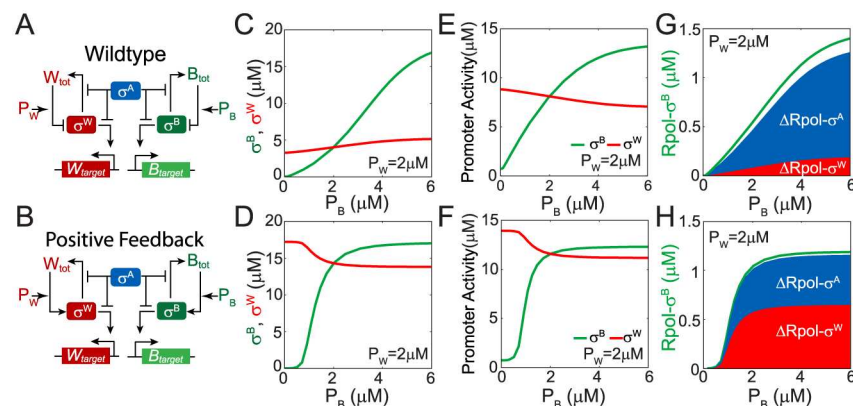 A
Wildtype
W_tot
B_tot
σ^A
P_W
σ^W
σ^B
P_B
W_target
B_target
B
Positive Feedback
W_tot
B_tot
σ^A
P_W
σ^W
σ^B
P_B
W_target
B_target
C
20
15
10
5
0
σ^B, σ^W (μM)
P_W=2μM
0 2 4 6
P_B (μM)
D
20
15
10
5
0
σ^B, σ^W (μM)
P_W=2μM
0 2 4 6
P_B (μM)
E
15
10
5
0
Promoter Activity(μM)
σ^B σ^W
P_W=2μM
0 2 4 6
P_B (μM)
F
15
10
5
0
Promoter Activity(μM)
σ^B σ^W
P_W=2μM
0 2 4 6
P_B (μM)
G
1.5
1
0.5
0
Rpol-σ^B (μM)
P_W=2μM
ΔRpol-σ^A
ΔRpol-σ^W
0 2 4 6
P_B (μM)
H
1.5
1
0.5
0
Rpol-σ^B (μM)
P_W=2μM
ΔRpol-σ^A
ΔRpol-σ^W
0 2 4 6
P_B (μM)